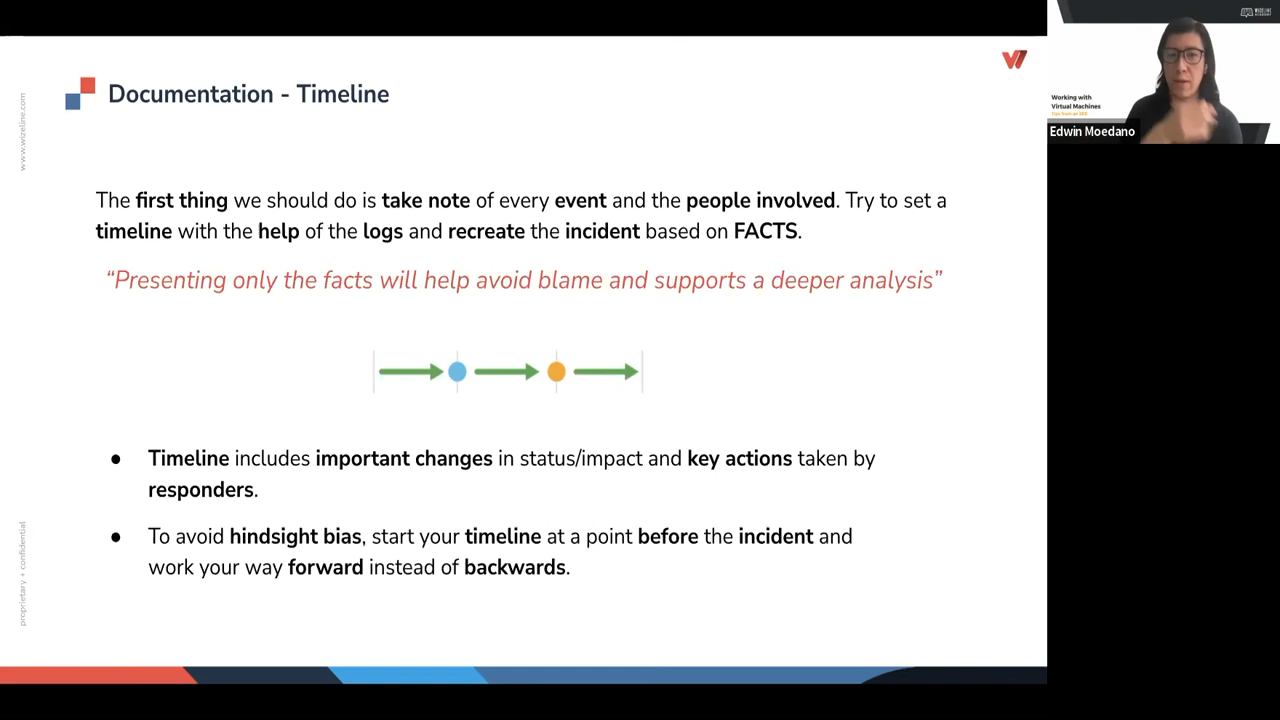 Documentation - Timeline
www.wizeline.com
The first thing we should do is take note of every event and the people involved. Try to set a
timeline with the help of the logs and recreate the incident based on FACTS.
“Presenting only the facts will help avoid blame and supports a deeper analysis”
● Timeline includes important changes in status/impact and key actions taken by
responders.
● To avoid hindsight bias, start your timeline at a point before the incident and
work your way forward instead of backwards.
proprietary + confidential
WIZELINE
ACADEMY
Working with
Virtual Machines
Tips from an SRE
Edwin Moedano